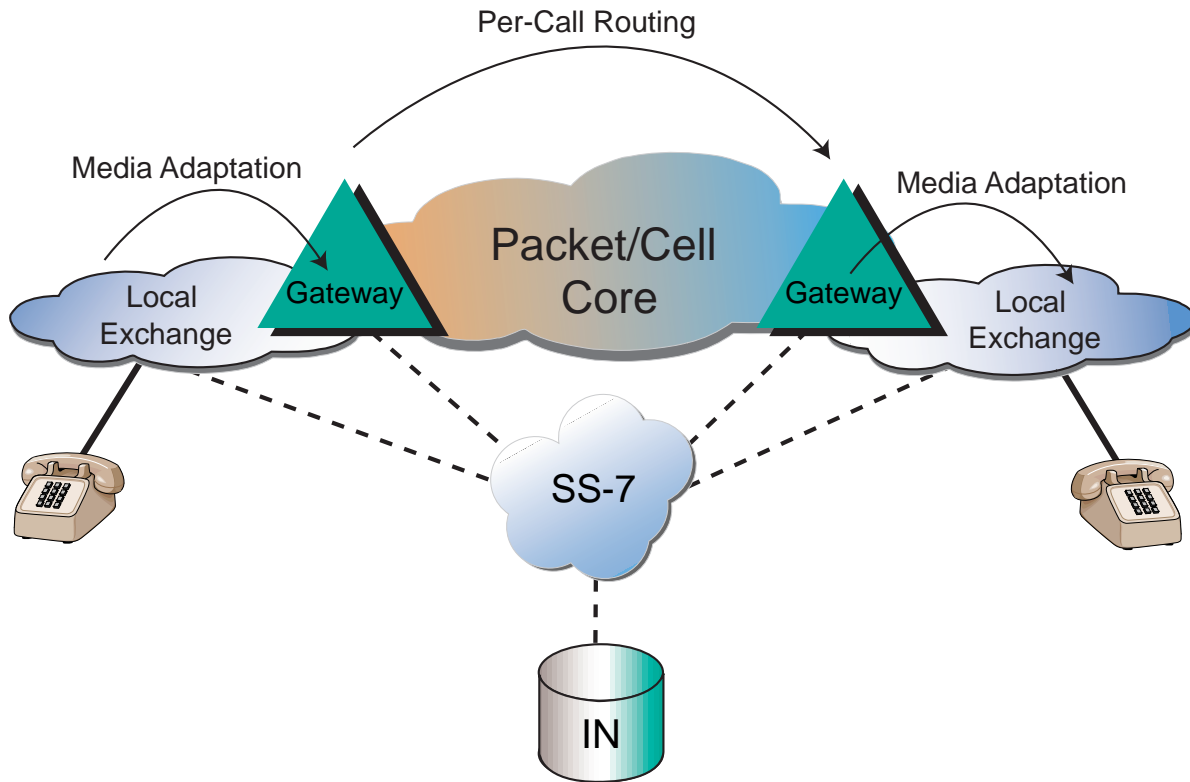 Per-Call Routing
Media Adaptation
Media Adaptation
Packet/Cell
Core
Gateway
Gateway
Local
Exchange
Local
Exchange
SS-7
IN